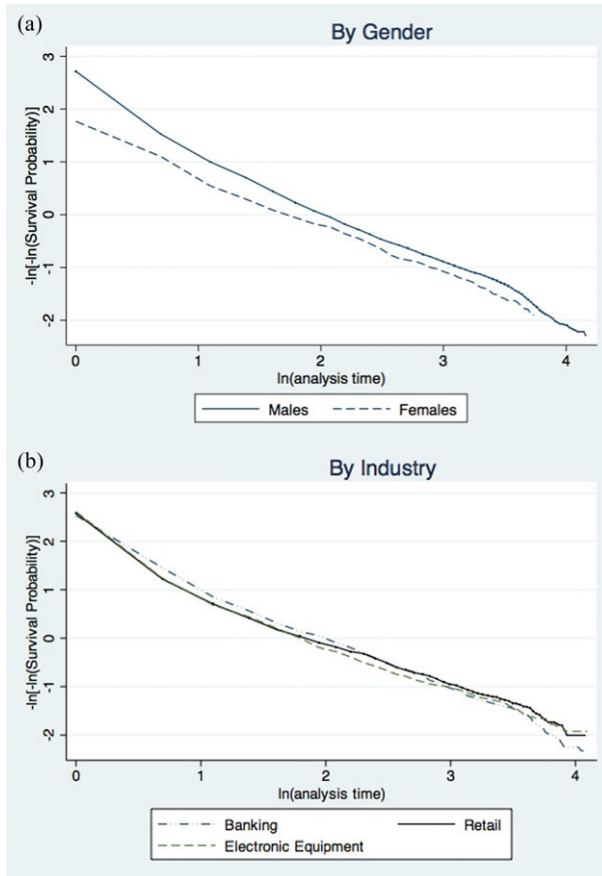 (a)
By Gender
-ln[-ln(Survival Probability)]
3
2
1
0
-1
-2
0 1 2 3 4
ln(analysis time)
Males Females
(b)
By Industry
-ln[-ln(Survival Probability)]
3
2
1
0
-1
-2
0 1 2 3 4
ln(analysis time)
Banking Retail
Electronic Equipment